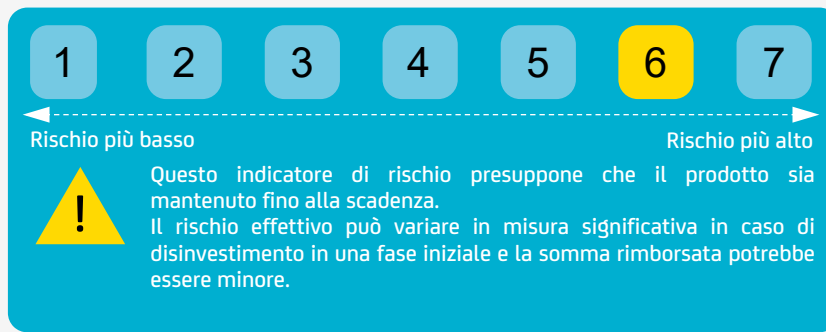 1 2 3 4 5 6 7
Rischio più basso Rischio più alto
!
Questo indicatore di rischio presuppone che il prodotto sia
mantenuto fino alla scadenza.
Il rischio effettivo può variare in misura significativa in caso di
disinvestimento in una fase iniziale e la somma rimborsata potrebbe
essere minore.